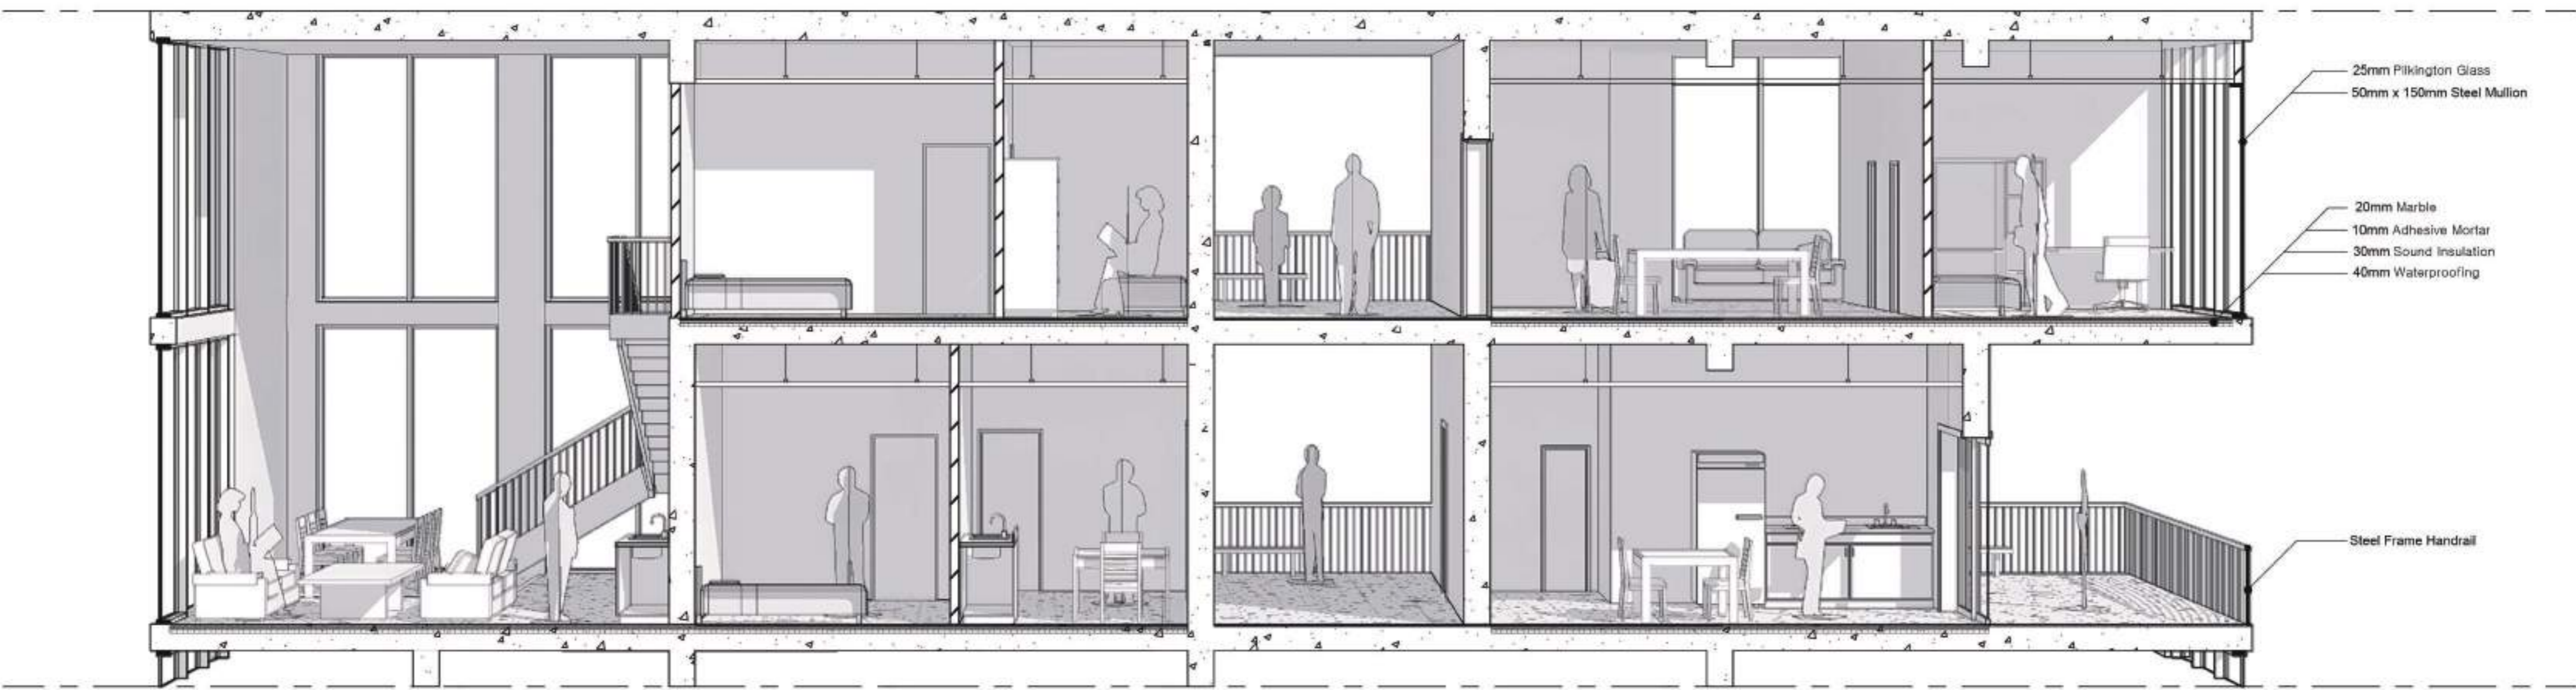 25mm Pilkington Glass
50mm x 150mm Steel Mullion
20mm Marble
10mm Adhesive Mortar
30mm Sound Insulation
40mm Waterproofing
Steel Frame Handrail